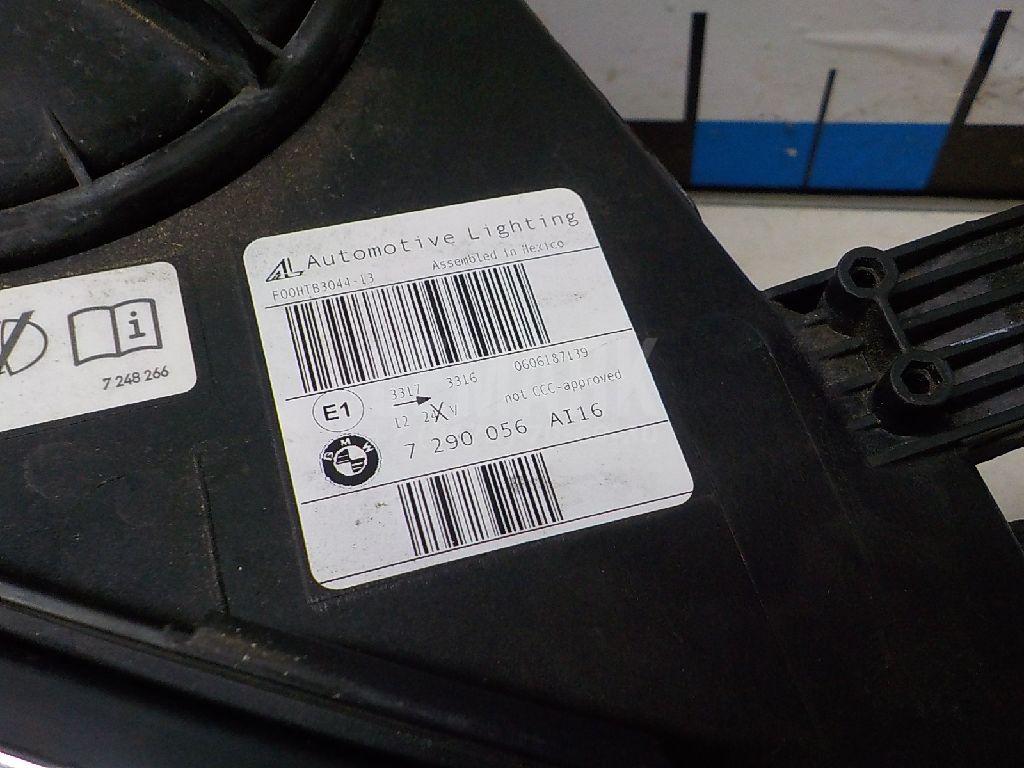 AL Automotive Lighting
Assembled in Mexico
F00HTB3044-13
3317 3316 0606187139
E1
12 24 V not CCC-approved
BMW
7 290 056 AI16
i
7 248 266